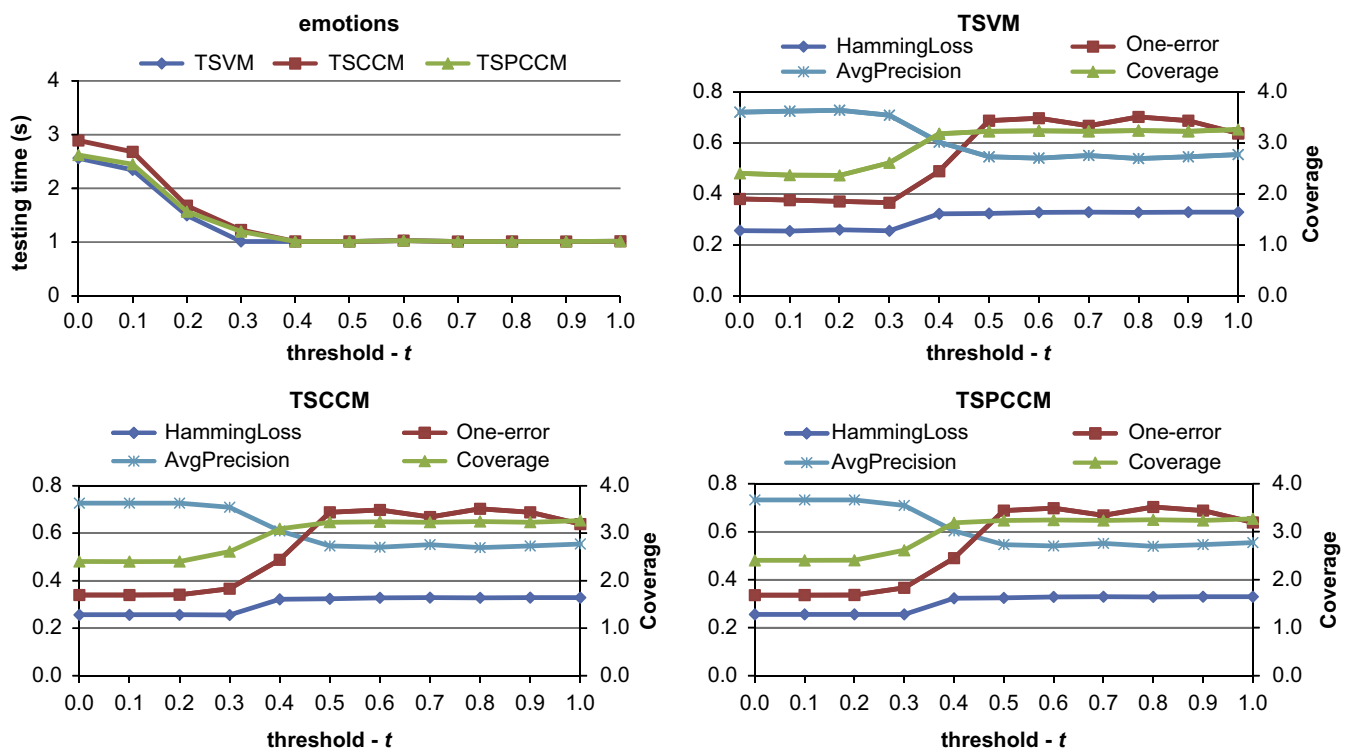 emotions
TSVM TSCCM TSPCCM
4
3
2
1
0
testing time (s)
0.0 0.1 0.2 0.3 0.4 0.5 0.6 0.7 0.8 0.9 1.0
threshold - t
TSVM
HammingLoss One-error
AvgPrecision Coverage
0.8 4.0
0.6 3.0
0.4 2.0
0.2 1.0
0.0 0.0
Coverage
0.0 0.1 0.2 0.3 0.4 0.5 0.6 0.7 0.8 0.9 1.0
threshold - t
TSCCM
HammingLoss One-error
AvgPrecision Coverage
0.8 4.0
0.6 3.0
0.4 2.0
0.2 1.0
0.0 0.0
Coverage
0.0 0.1 0.2 0.3 0.4 0.5 0.6 0.7 0.8 0.9 1.0
threshold - t
TSPCCM
HammingLoss One-error
AvgPrecision Coverage
0.8 4.0
0.6 3.0
0.4 2.0
0.2 1.0
0.0 0.0
Coverage
0.0 0.1 0.2 0.3 0.4 0.5 0.6 0.7 0.8 0.9 1.0
threshold - t